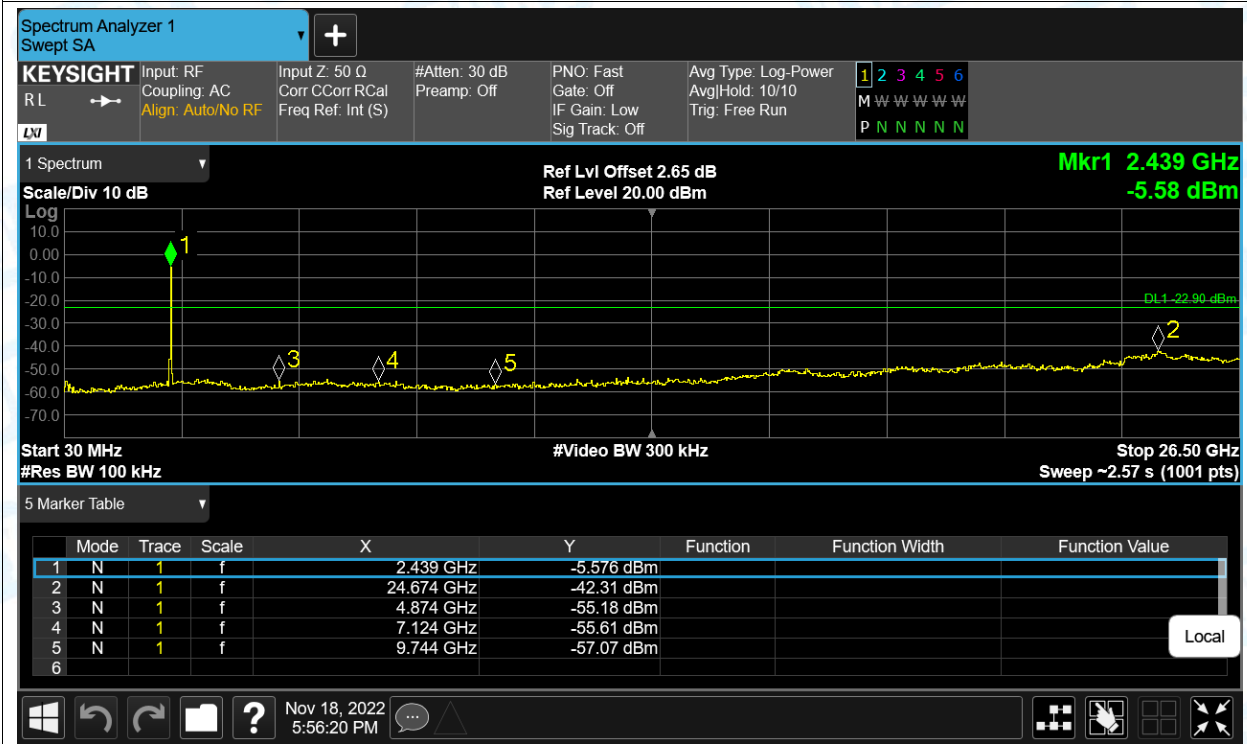 Spectrum Analyzer 1
Swept SA
KEYSIGHT
R L
LXI
Input: RF
Coupling: AC
Align: Auto/No RF
Input Z: 50 Ω
Corr CCorr RCal
Freq Ref: Int (S)
#Atten: 30 dB
Preamp: Off
PNO: Fast
Gate: Off
IF Gain: Low
Sig Track: Off
Avg Type: Log-Power
Avg|Hold: 10/10
Trig: Free Run
1 2 3 4 5 6
M W W W W W
P N N N N N
1 Spectrum
Scale/Div 10 dB
Ref Lvl Offset 2.65 dB
Ref Level 20.00 dBm
Mkr1 2.439 GHz
-5.58 dBm
Log
10.0
0.00
-10.0
-20.0
-30.0
-40.0
-50.0
-60.0
-70.0
1
DL1 -22.90 dBm
2
3
4
5
Start 30 MHz
#Video BW 300 kHz
Stop 26.50 GHz
#Res BW 100 kHz
Sweep ~2.57 s (1001 pts)
5 Marker Table
Mode Trace Scale X Y Function Function Width Function Value
1 N 1 f 2.439 GHz -5.576 dBm
2 N 1 f 24.674 GHz -42.31 dBm
3 N 1 f 4.874 GHz -55.18 dBm
4 N 1 f 7.124 GHz -55.61 dBm
5 N 1 f 9.744 GHz -57.07 dBm
6
Local
?
Nov 18, 2022
5:56:20 PM